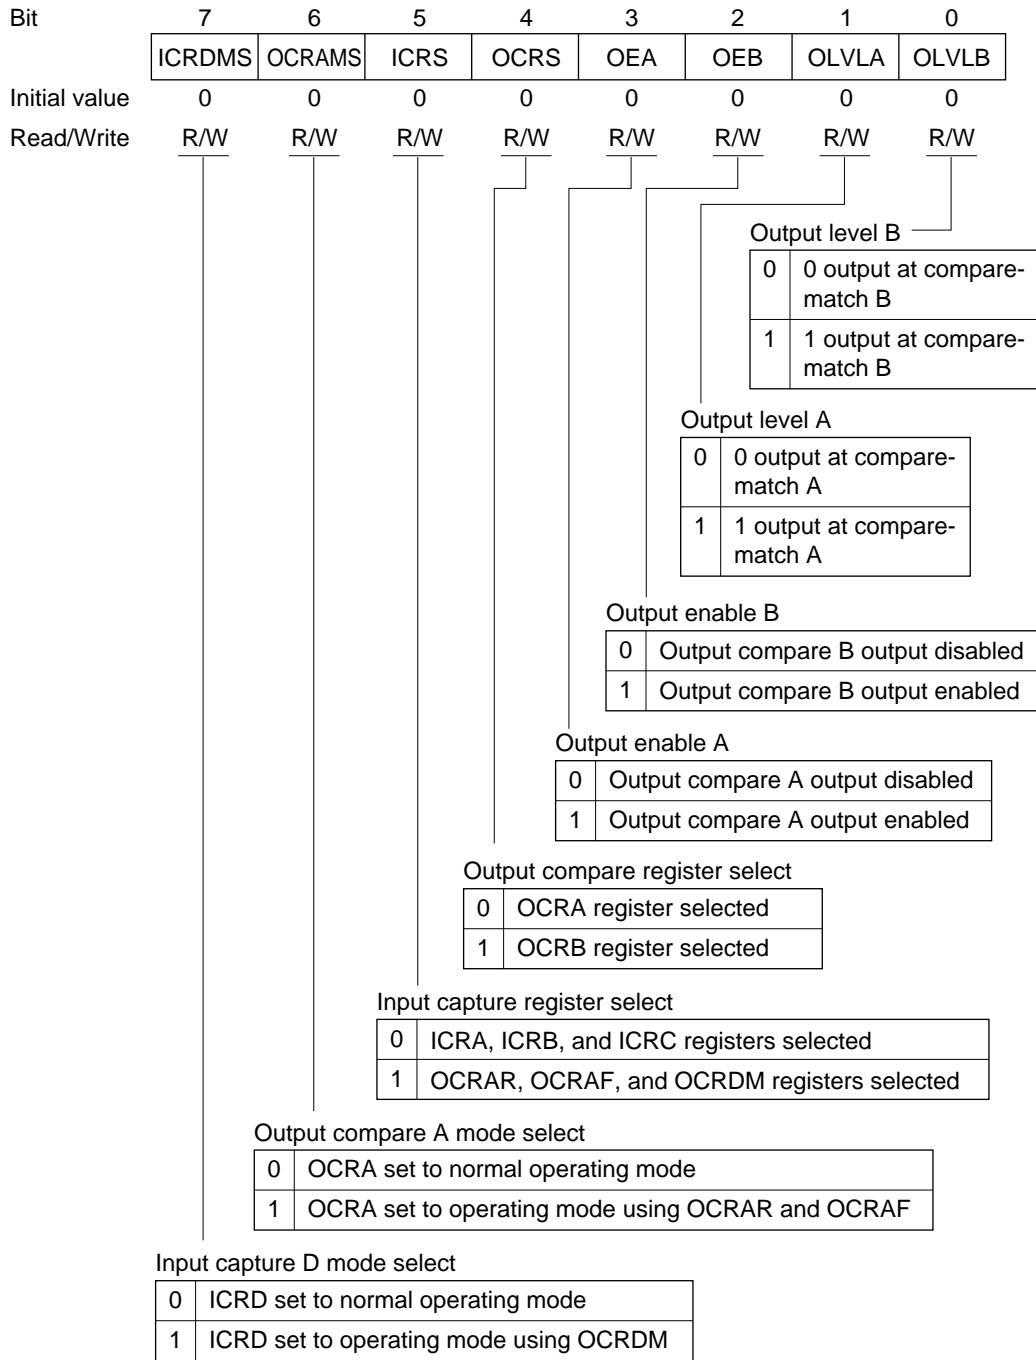 Bit 7 6 5 4 3 2 1 0
ICRDMS OCRAMS ICRS OCRS OEA OEB OLVLA OLVLB
Initial value 0 0 0 0 0 0 0 0
Read/Write R/W R/W R/W R/W R/W R/W R/W R/W
Output level B
0 0 output at compare-
match B
1 1 output at compare-
match B
Output level A
0 0 output at compare-
match A
1 1 output at compare-
match A
Output enable B
0 Output compare B output disabled
1 Output compare B output enabled
Output enable A
0 Output compare A output disabled
1 Output compare A output enabled
Output compare register select
0 OCRA register selected
1 OCRB register selected
Input capture register select
0 ICRA, ICRB, and ICRC registers selected
1 OCRAR, OCRAF, and OCRDM registers selected
Output compare A mode select
0 OCRA set to normal operating mode
1 OCRA set to operating mode using OCRAR and OCRAF
Input capture D mode select
0 ICRD set to normal operating mode
1 ICRD set to operating mode using OCRDM